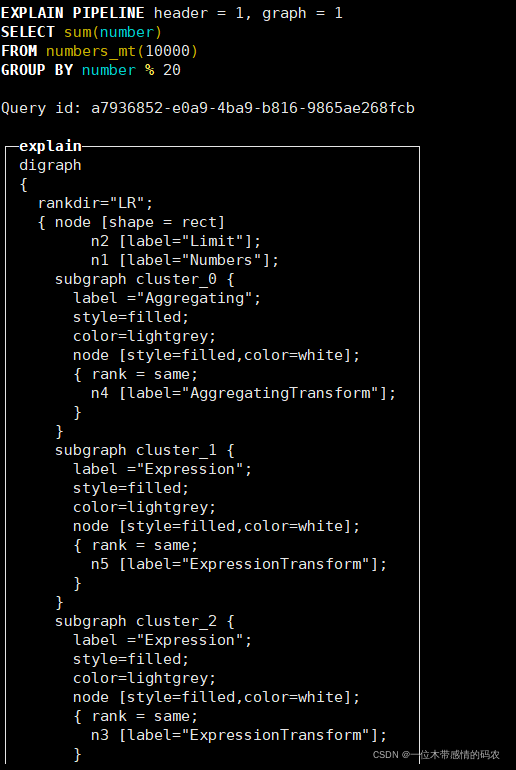 EXPLAIN PIPELINE header = 1, graph = 1
SELECT sum(number)
FROM numbers_mt(10000)
GROUP BY number % 20
Query id: a7936852-e0a9-4ba9-b816-9865ae268fcb
explain
digraph
{
rankdir="LR";
{ node [shape = rect]
n2 [label="Limit"];
n1 [label="Numbers"];
subgraph cluster_0 {
label ="Aggregating";
style=filled;
color=lightgrey;
node [style=filled,color=white];
{ rank = same;
n4 [label="AggregatingTransform"];
}
}
subgraph cluster_1 {
label ="Expression";
style=filled;
color=lightgrey;
node [style=filled,color=white];
{ rank = same;
n5 [label="ExpressionTransform"];
}
}
subgraph cluster_2 {
label ="Expression";
style=filled;
color=lightgrey;
node [style=filled,color=white];
{ rank = same;
n3 [label="ExpressionTransform"];
}
CSDN @一位木带感情的码农